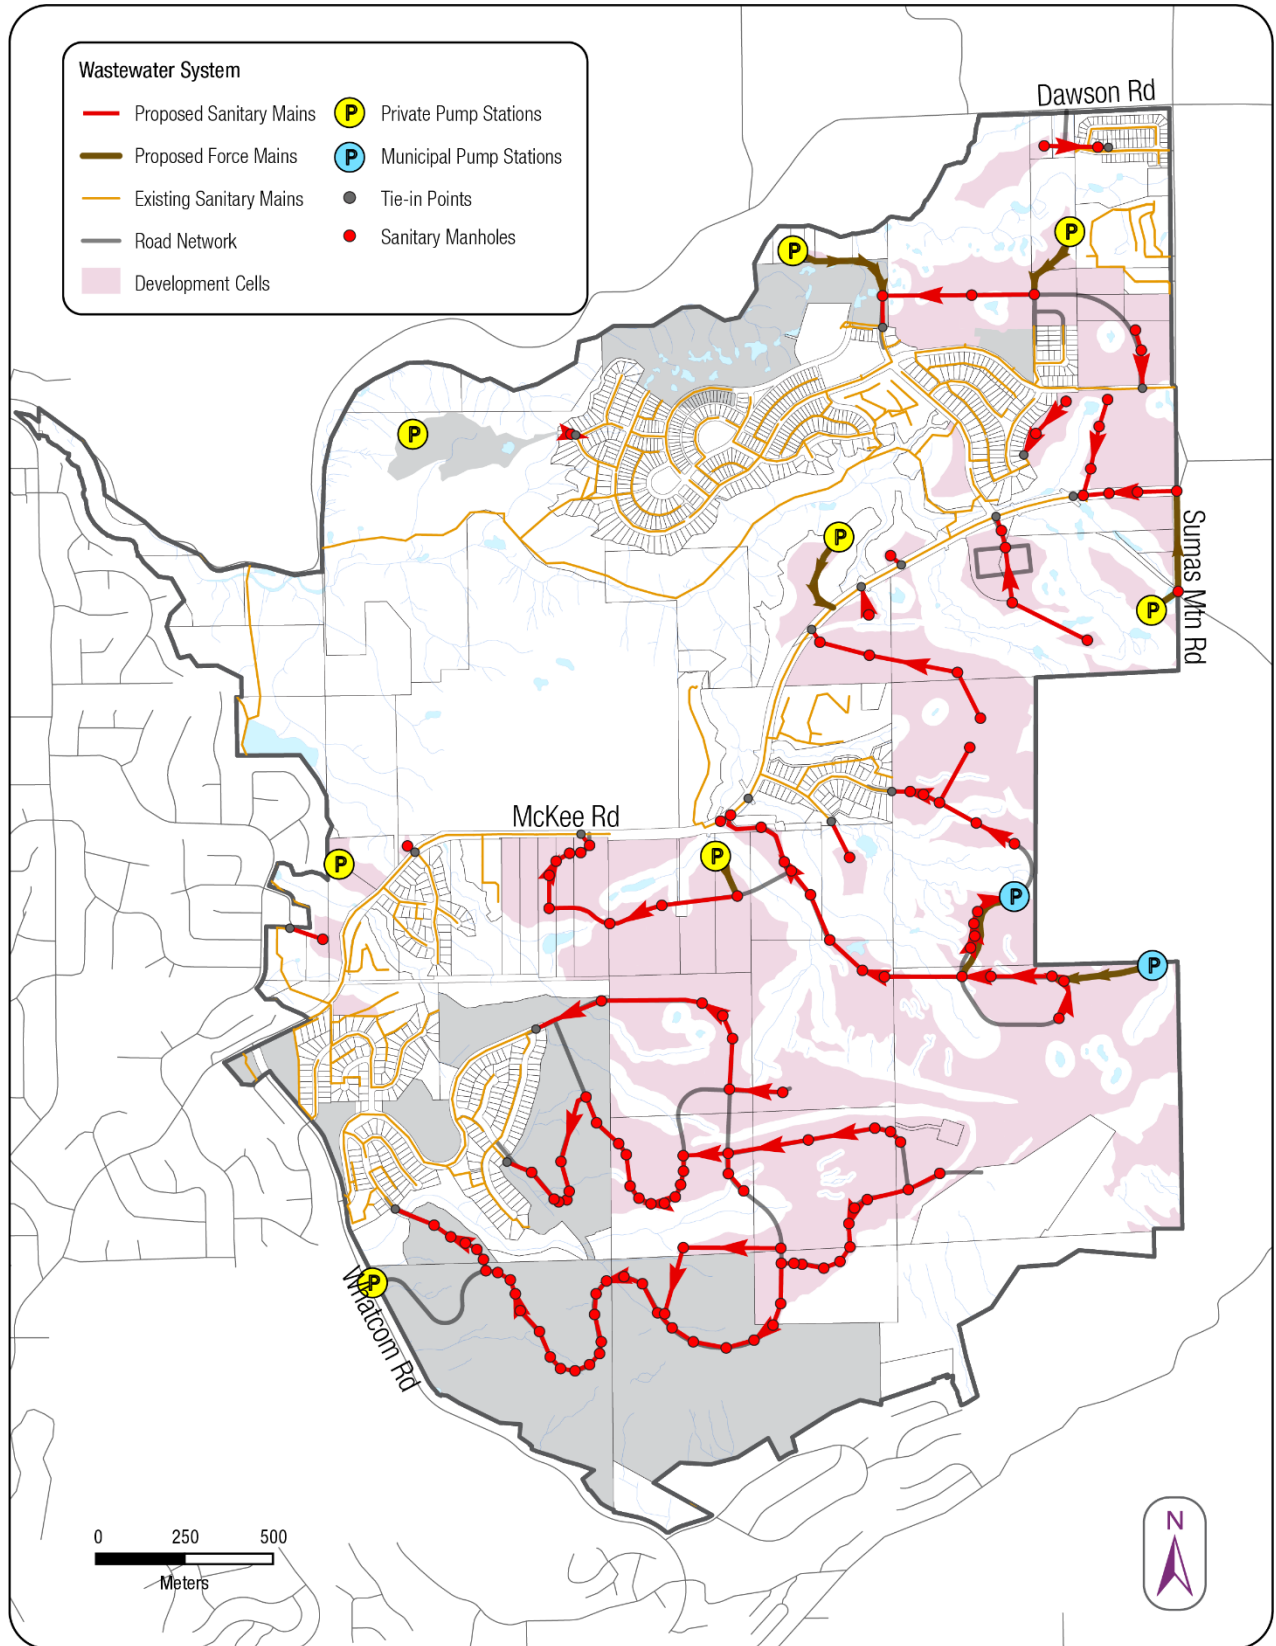 Wastewater System
Proposed Sanitary Mains
P Private Pump Stations
Proposed Force Mains
P Municipal Pump Stations
Existing Sanitary Mains
Tie-in Points
Road Network
Sanitary Manholes
Development Cells
Dawson Rd
P
P
P
P
Sumas Mtn Rd
P
McKee Rd
P
P
P
P
P
Whatcom Rd
0 250 500
Meters
N